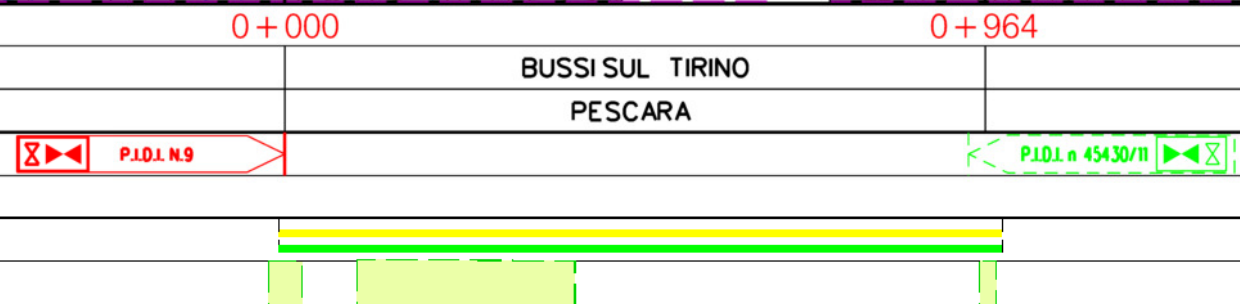 0+000 0+964
BUSSI SUL TIRINO
PESCARA
P.I.D.I. N.9 P.I.D.I. n 45430/11